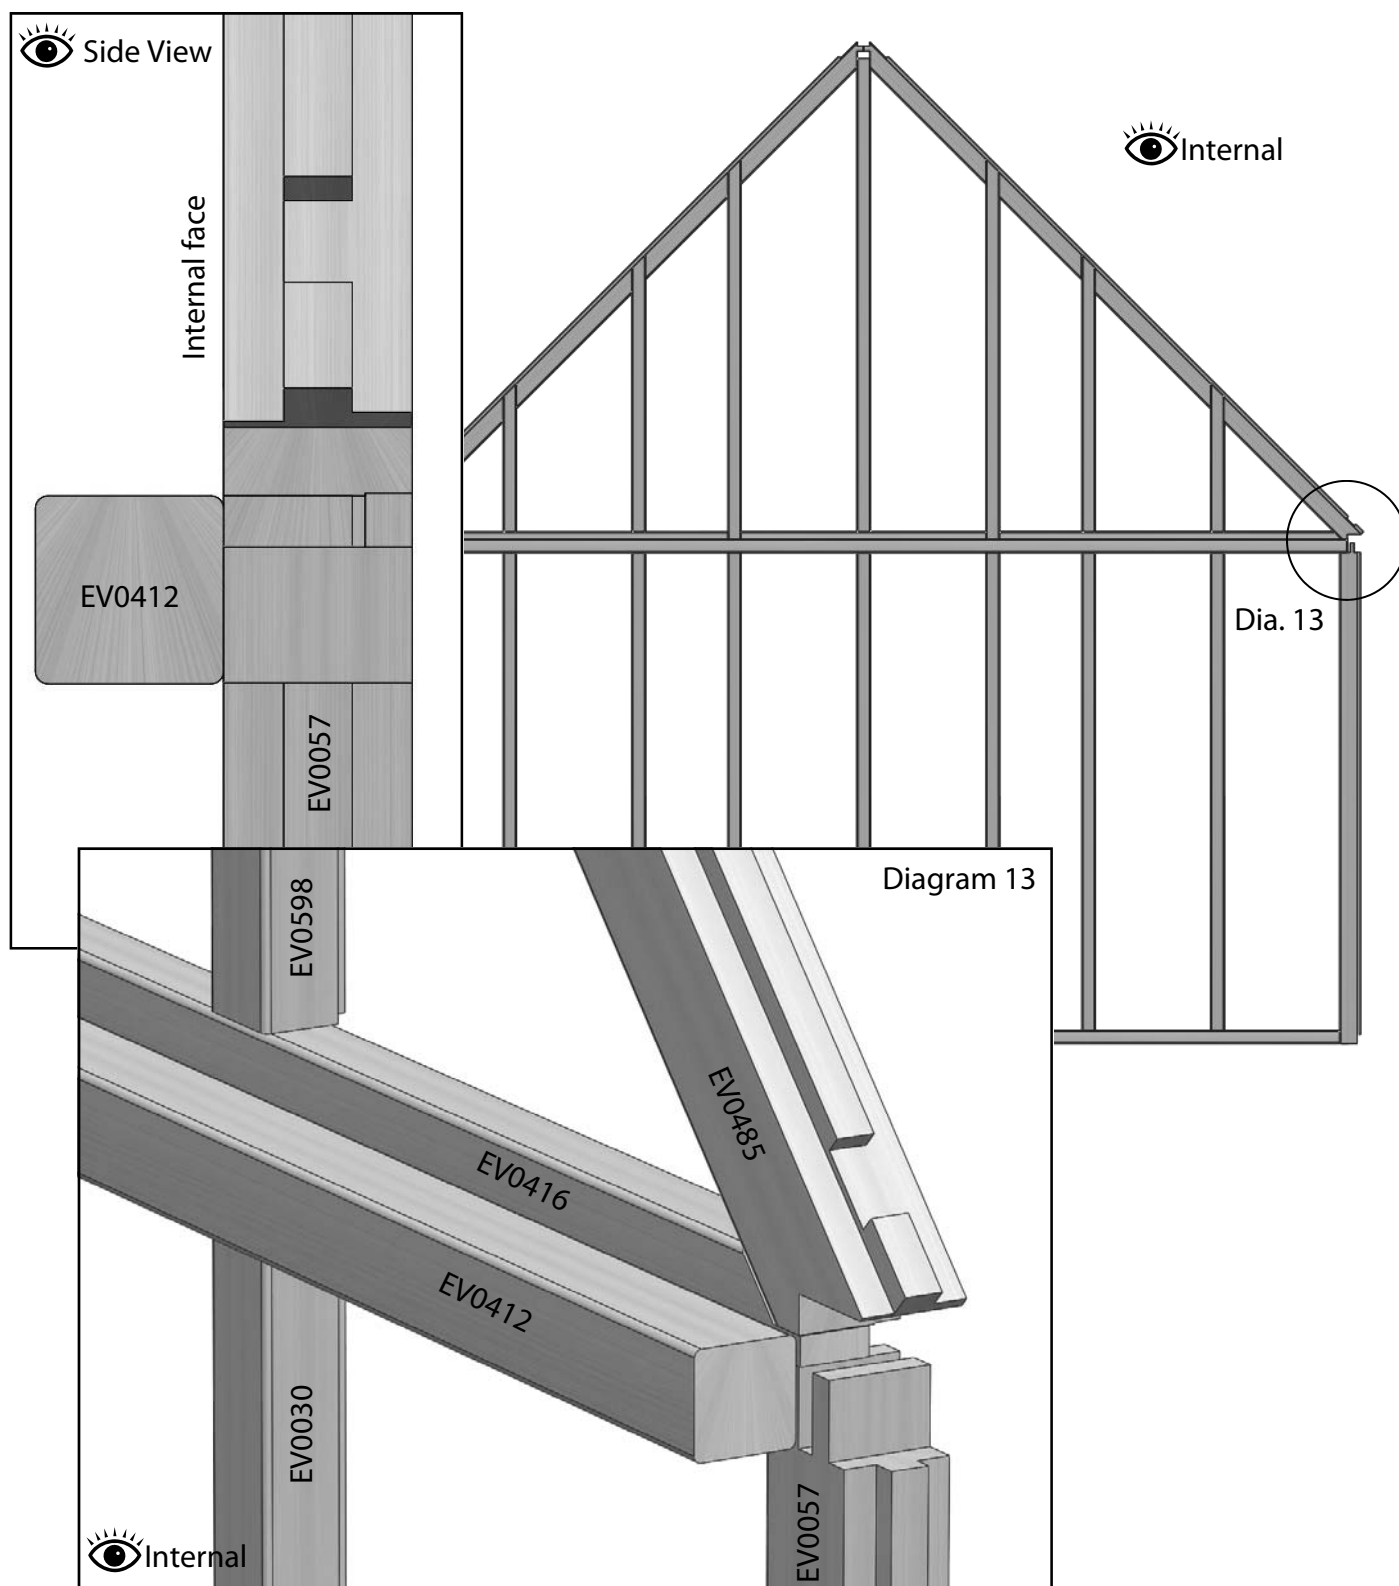 Side View
Internal
Internal face
EV0412
EV0057
Dia. 13
Diagram 13
EV0598
EV0485
EV0416
EV0412
EV0030
EV0057
Internal